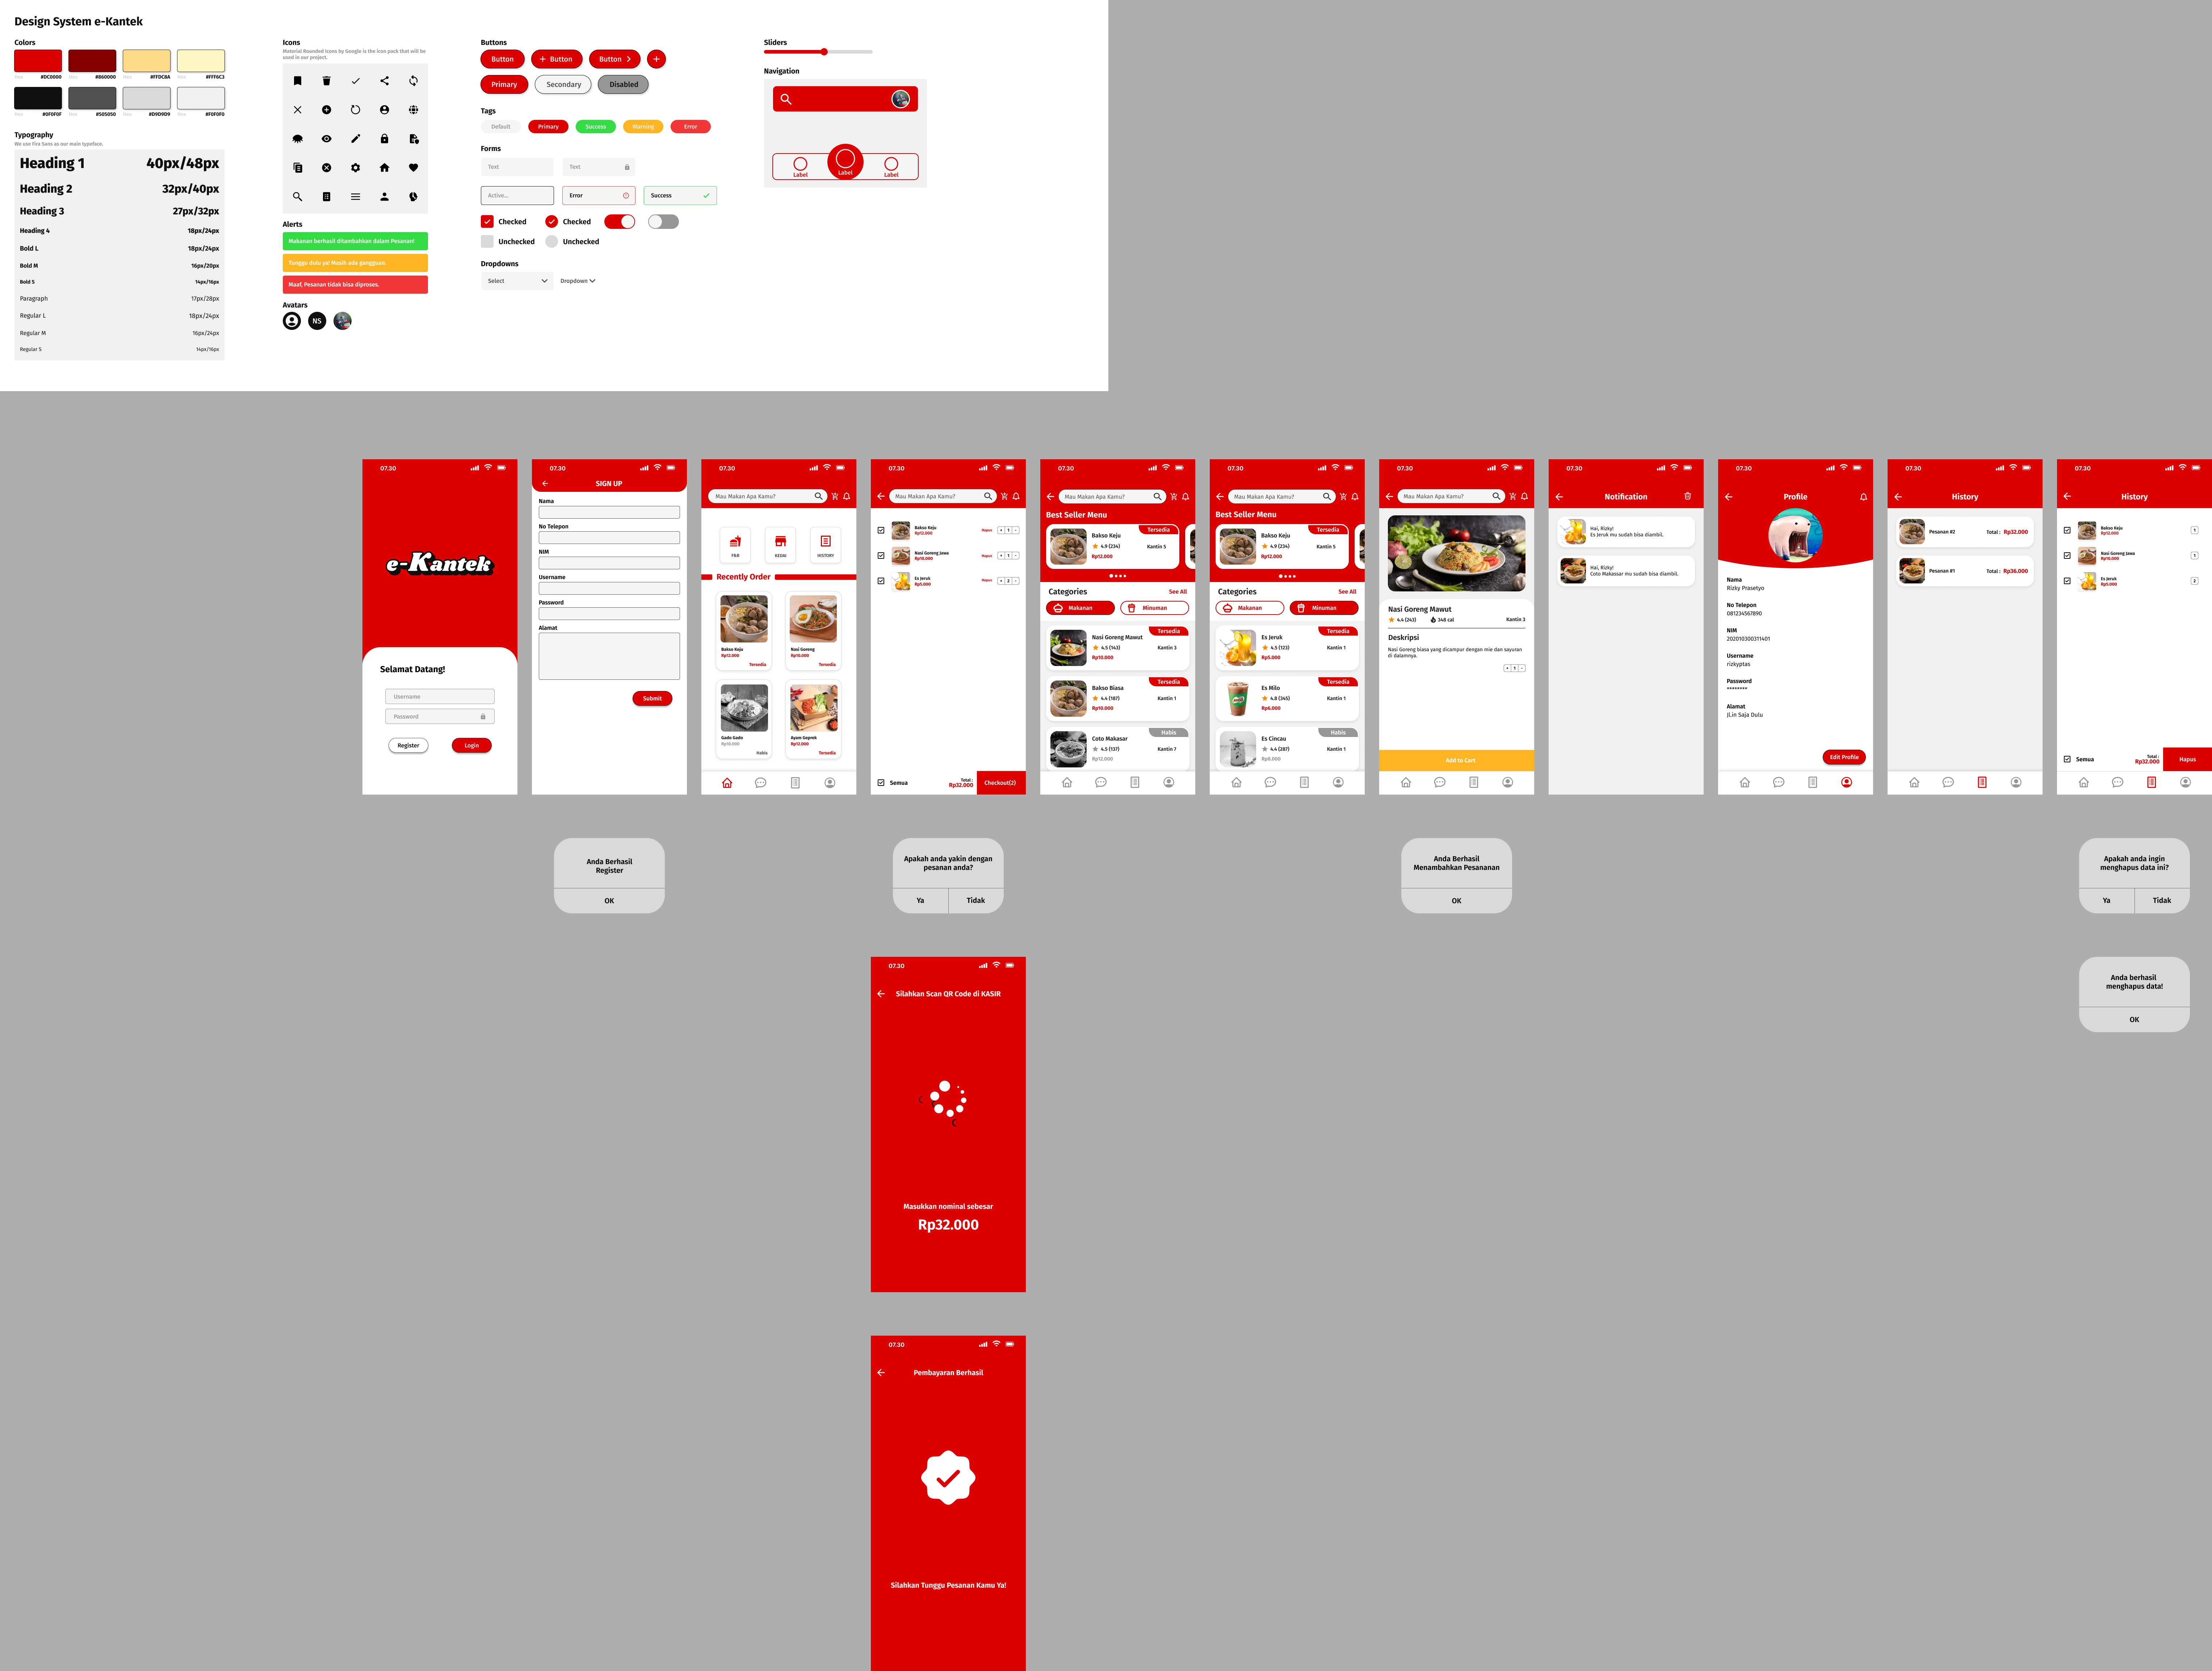 Design System e-Kantek
Colors
Hex #DC0000
Hex #860000
Hex #FFDC8A
Hex #FFF6C3
Hex #0F0F0F
Hex #505050
Hex #D9D9D9
Hex #F0F0F0
Typography
We use Fira Sans as our main typeface.
Heading 1 40px/48px
Heading 2 32px/40px
Heading 3 27px/32px
Heading 4 18px/24px
Bold L 18px/24px
Bold M 16px/20px
Bold S 14px/16px
Paragraph 17px/28px
Regular L 18px/24px
Regular M 16px/24px
Regular S 14px/16px
Icons
Material Rounded Icons by Google is the icon pack that will be
used in our project.
Alerts
Makanan berhasil ditambahkan dalam Pesanan!
Tunggu dulu ya! Masih ada gangguan.
Maaf, Pesanan tidak bisa diproses.
Avatars
NS
Buttons
Button
Button
Button
Primary
Secondary
Disabled
Tags
Default
Primary
Success
Warning
Error
Forms
Text
Text
Active...
Error
Success
Checked
Checked
Unchecked
Unchecked
Dropdowns
Select
Dropdown
Sliders
Navigation
Label
Label
Label
07.30
e-Kantek
Selamat Datang!
Username
Password
Register
Login
07.30
SIGN UP
Nama
No Telepon
NIM
Username
Password
Alamat
Submit
07.30
Mau Makan Apa Kamu?
F&B
KEDAI
HISTORY
Recently Order
Bakso Keju
Rp12.000
Tersedia
Nasi Goreng
Rp10.000
Tersedia
Gado Gado
Rp10.000
Habis
Ayam Geprek
Rp12.000
Tersedia
07.30
Mau Makan Apa Kamu?
Bakso Keju
Rp12.000
Hapus
+ 1 -
Nasi Goreng Jawa
Rp10.000
Hapus
+ 1 -
Es Jeruk
Rp5.000
Hapus
+ 2 -
Semua
Total :
Rp32.000
Checkout(2)
07.30
Mau Makan Apa Kamu?
Best Seller Menu
Tersedia
Bakso Keju
4.9 (234)
Kantin 5
Rp12.000
Categories
See All
Makanan
Minuman
Tersedia
Nasi Goreng Mawut
4.5 (143)
Kantin 3
Rp10.000
Tersedia
Bakso Biasa
4.4 (187)
Kantin 1
Rp10.000
Habis
Coto Makasar
4.5 (137)
Kantin 7
Rp12.000
07.30
Mau Makan Apa Kamu?
Best Seller Menu
Tersedia
Bakso Keju
4.9 (234)
Kantin 5
Rp12.000
Categories
See All
Makanan
Minuman
Tersedia
Es Jeruk
4.5 (123)
Kantin 1
Rp5.000
Tersedia
Es Milo
4.8 (345)
Kantin 1
Rp6.000
Habis
Es Cincau
4.4 (287)
Kantin 1
Rp8.000
07.30
Mau Makan Apa Kamu?
Nasi Goreng Mawut
4.4 (243)
348 cal
Kantin 3
Deskripsi
Nasi Goreng biasa yang dicampur dengan mie dan sayuran
di dalamnya.
+ 1 -
Add to Cart
07.30
Notification
Hai, Rizky!
Es Jeruk mu sudah bisa diambil.
Hai, Rizky!
Coto Makassar mu sudah bisa diambil.
07.30
Profile
Nama
Rizky Prasetyo
No Telepon
081234567890
NIM
202010300311401
Username
rizkyptas
Password
********
Alamat
JLin Saja Dulu
Edit Profile
07.30
History
Pesanan #2
Total : Rp32.000
Pesanan #1
Total : Rp36.000
07.30
History
Bakso Keju
Rp12.000
1
Nasi Goreng Jawa
Rp10.000
1
Es Jeruk
Rp5.000
2
Semua
Total :
Rp32.000
Hapus
Anda Berhasil
Register
OK
Apakah anda yakin dengan
pesanan anda?
Ya
Tidak
Anda Berhasil
Menambahkan Pesananan
OK
Apakah anda ingin
menghapus data ini?
Ya
Tidak
07.30
Silahkan Scan QR Code di KASIR
Masukkan nominal sebesar
Rp32.000
Anda berhasil
menghapus data!
OK
07.30
Pembayaran Berhasil
Silahkan Tunggu Pesanan Kamu Ya!